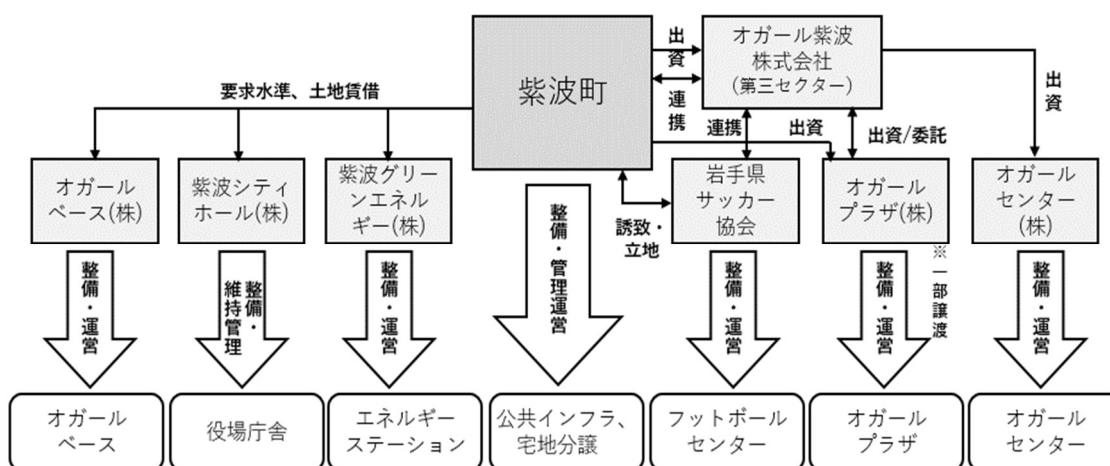 紫波町
出資
連携
オガール紫波
株式会社
(第三セクター)
出資
要求水準、土地賃借
連携
出資
出資/委託
オガール
ベース(株)
紫波シティ
ホール(株)
紫波グリー
ンエネル
ギー(株)
誘致・
立地
岩手県
サッカー
協会
オガール
プラザ(株)
オガール
センター
(株)
整備・運営
整備・
維持管理
整備・運営
整備・管理運営
整備・運営
整備・運営
※一部譲渡
整備・運営
オガール
ベース
役場庁舎
エネルギー
ステーション
公共インフラ、
宅地分譲
フットボール
センター
オガール
プラザ
オガール
センター